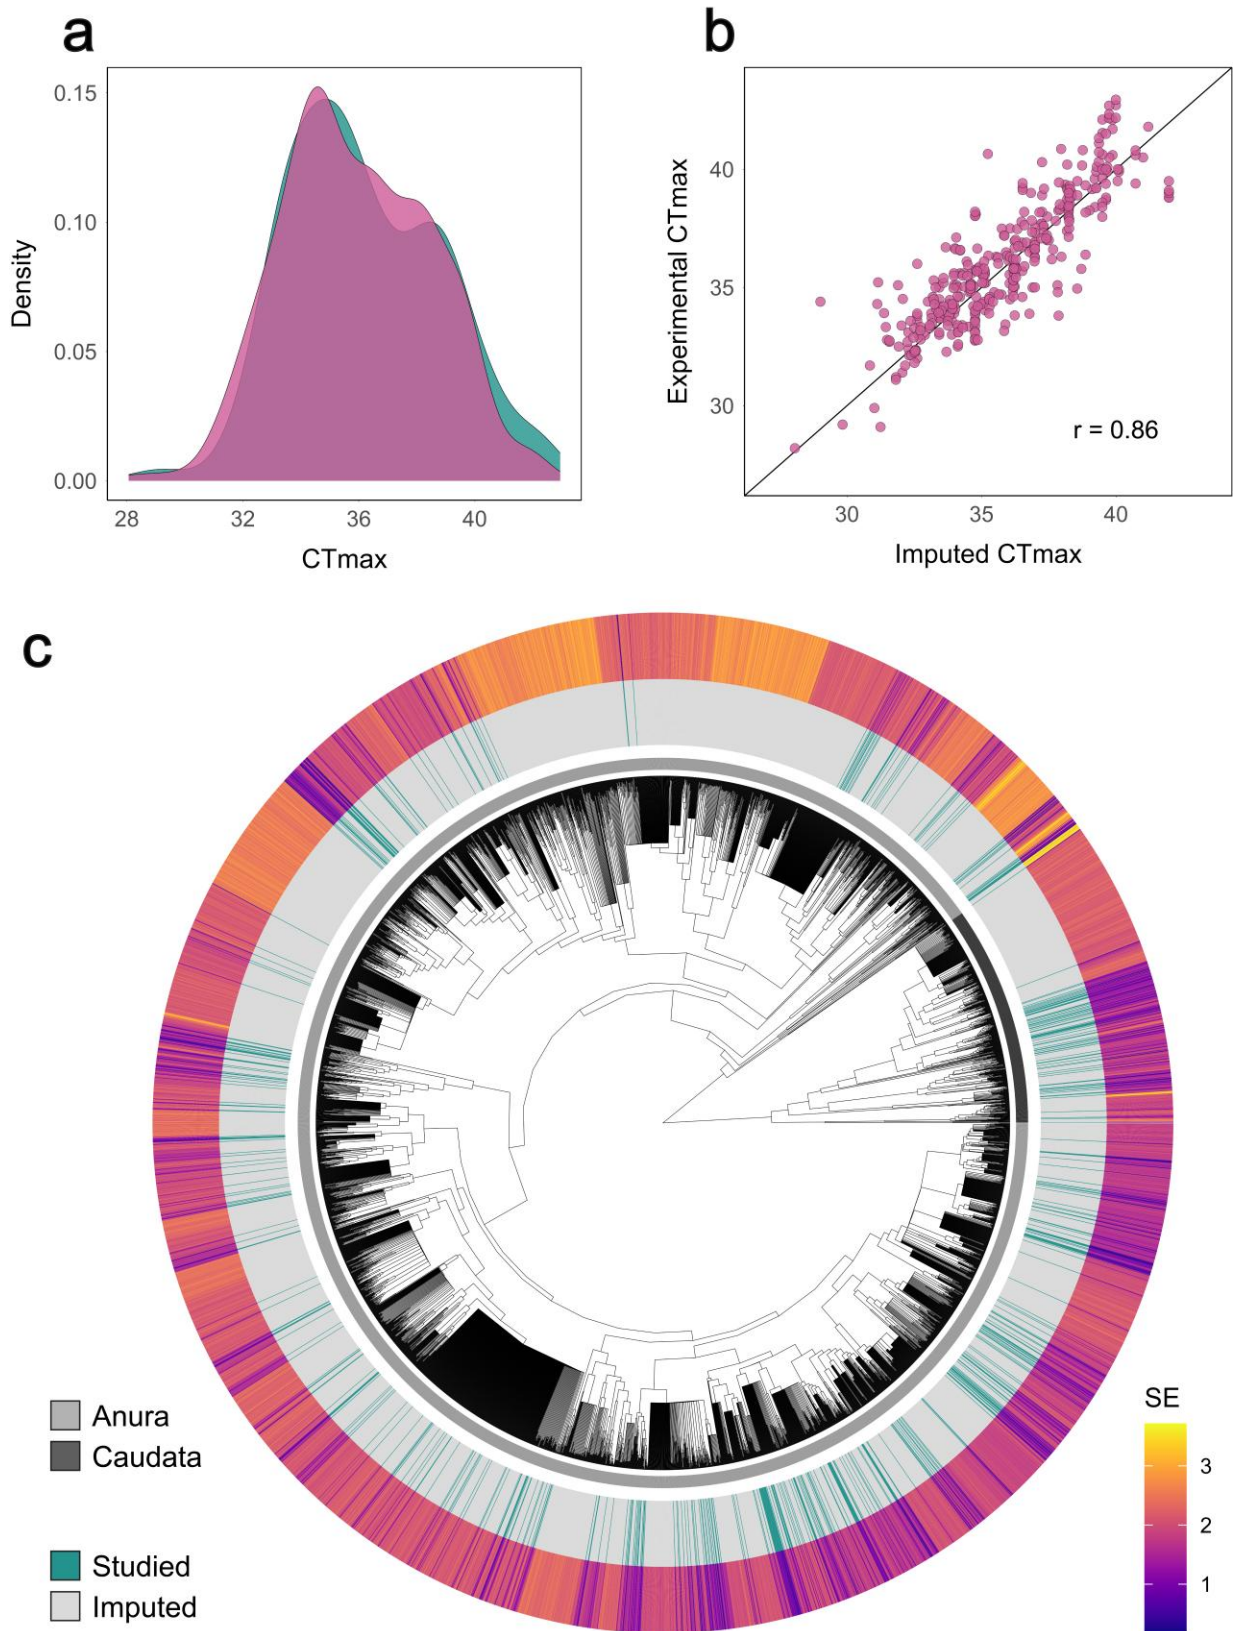 a
0.15
0.10
0.05
0.00
Density
28 32 36 40
CTmax
b
40
35
30
Experimental CTmax
r = 0.86
30 35 40
Imputed CTmax
c
Anura
Caudata
Studied
Imputed
SE
3
2
1